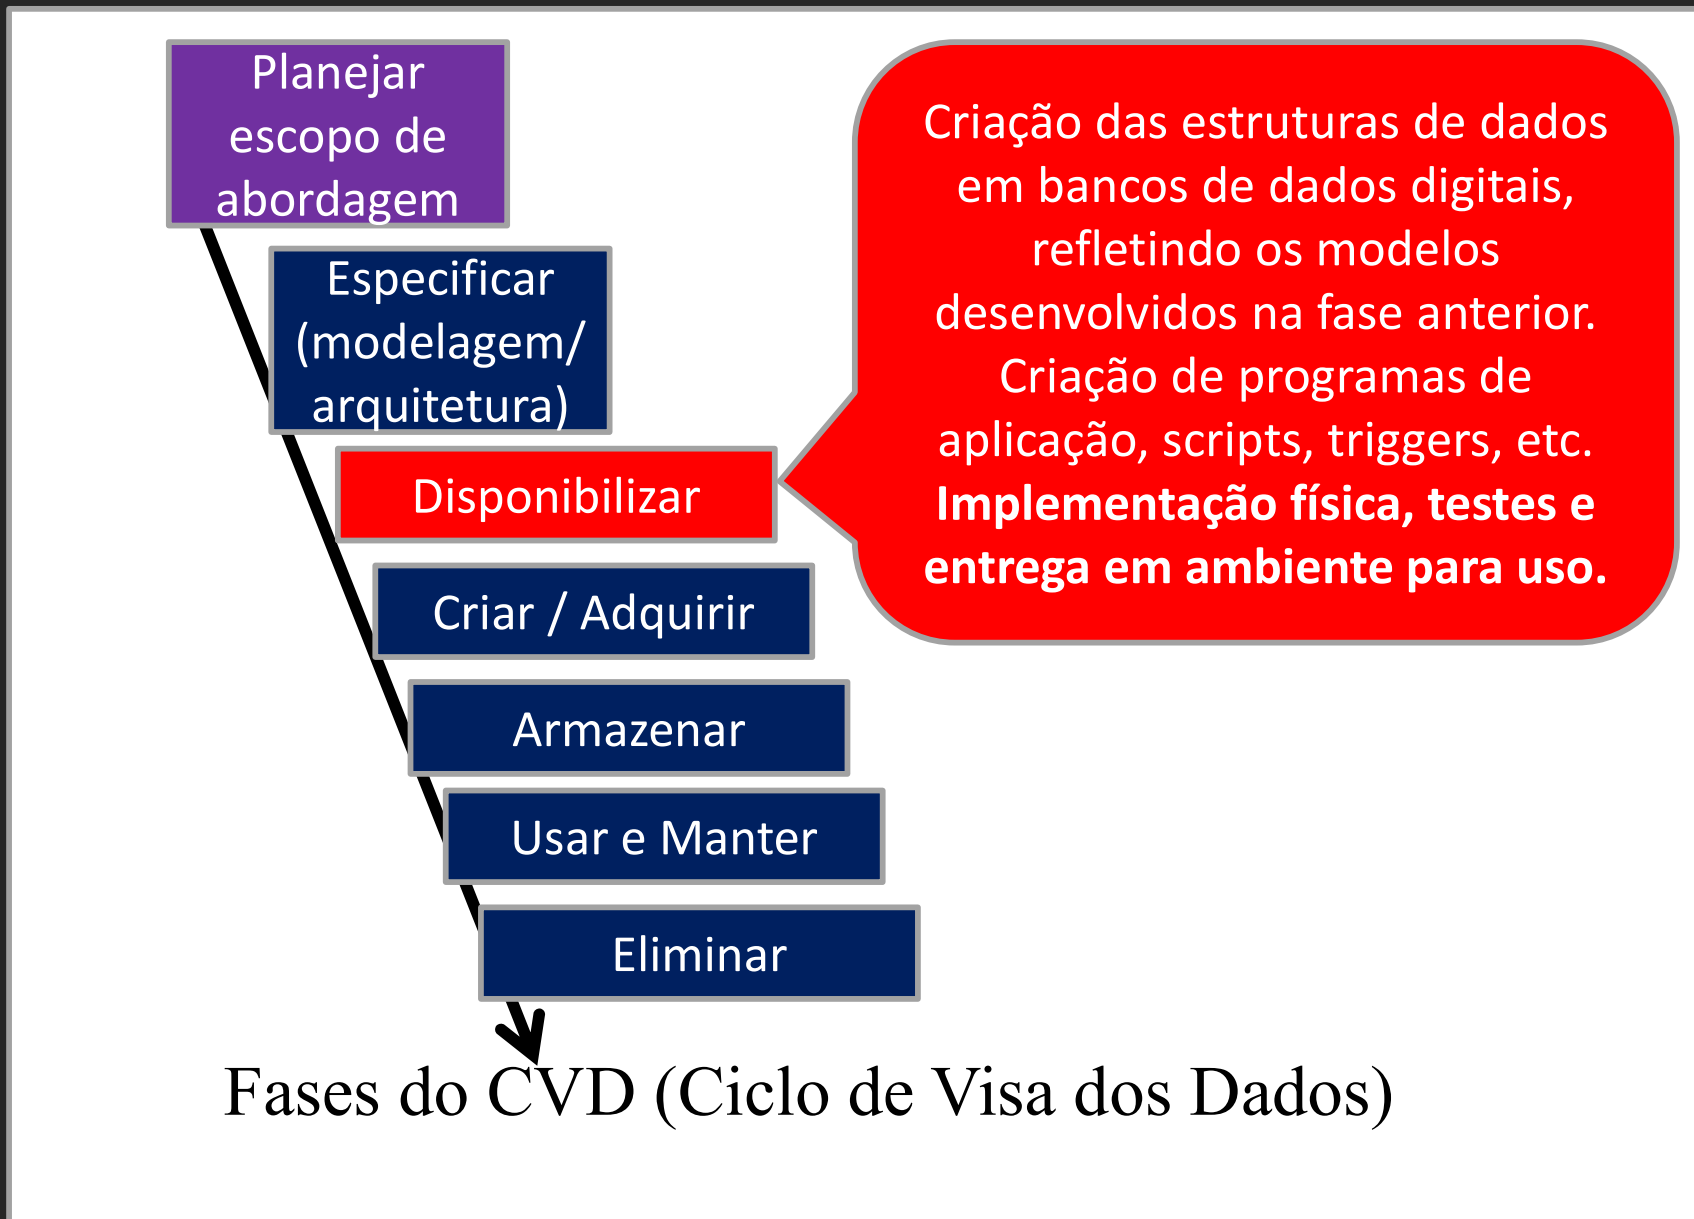 Planejar
escopo de
abordagem
Especificar
(modelagem/
arquitetura)
Disponibilizar
Criar / Adquirir
Armazenar
Usar e Manter
Eliminar
Criação das estruturas de dados
em bancos de dados digitais,
refletindo os modelos
desenvolvidos na fase anterior.
Criação de programas de
aplicação, scripts, triggers, etc.
Implementação física, testes e
entrega em ambiente para uso.
Fases do CVD (Ciclo de Visa dos Dados)